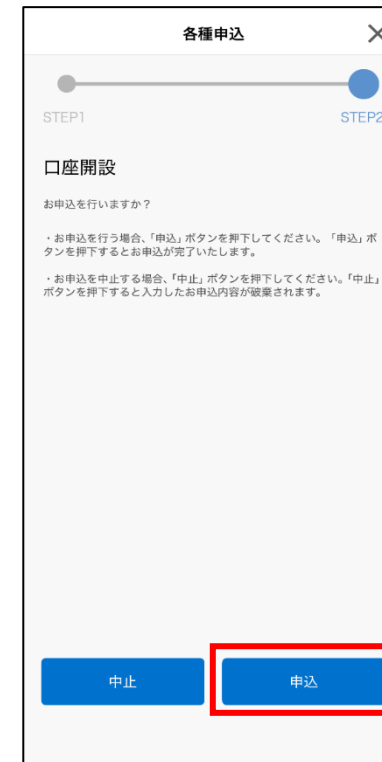 各種申込
STEP1
STEP2
口座開設
お申込を行いますか？
・お申込を行う場合、「申込」ボタンを押下してください。「申込」ボ
タンを押下するとお申込が完了いたします。
・お申込を中止する場合、「中止」ボタンを押下してください。「中止」
ボタンを押下すると入力したお申込内容が破棄されます。
中止
申込